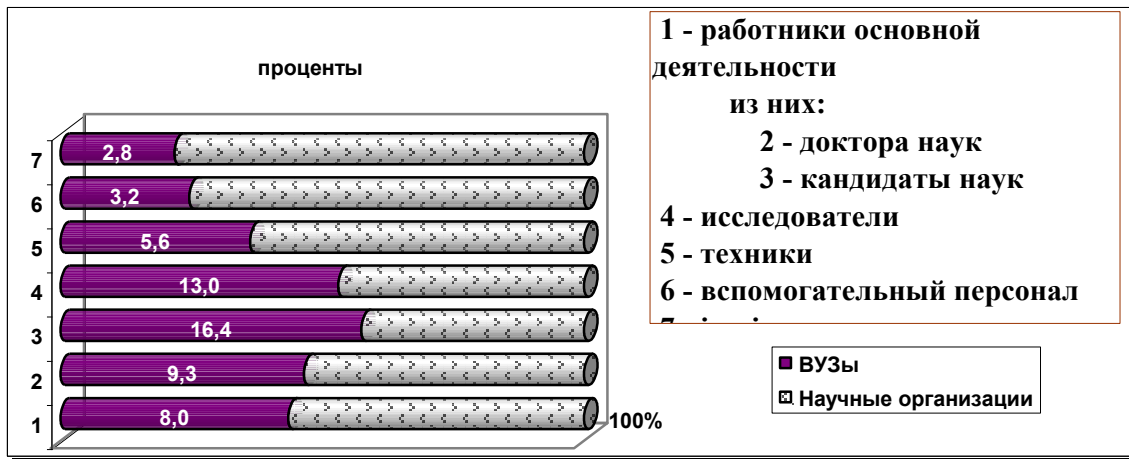 проценты
7
6
5
4
3
2
1
2,8
3,2
5,6
13,0
16,4
9,3
8,0
100%
1 - работники основной
деятельности
из них:
2 - доктора наук
3 - кандидаты наук
4 - исследователи
5 - техники
6 - вспомогательный персонал
ВУЗы
Научные организации